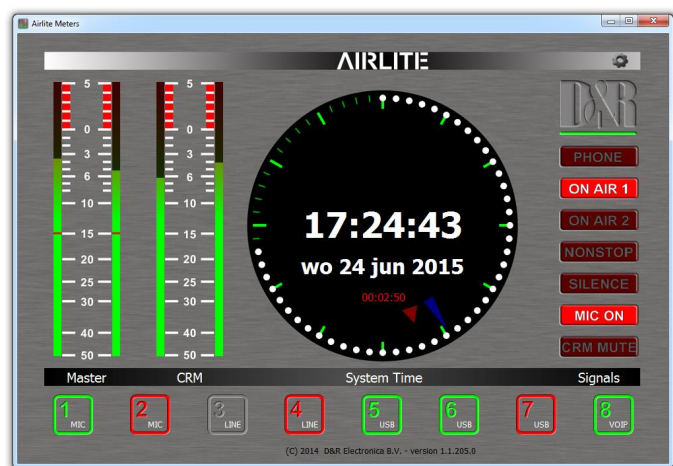 Airlite Meters
AIRLITE
5 5
0 0
3 3
6 6
10 10
15 15
20 20
25 25
30 30
40 40
50 50
17:24:43
wo 24 jun 2015
00:02:50
D&R
PHONE
ON AIR 1
ON AIR 2
NONSTOP
SILENCE
MIC ON
CRM MUTE
Master CRM System Time Signals
1 MIC
2 MIC
3 LINE
4 LINE
5 USB
6 USB
7 USB
8 VOIP
(C) 2014 D&R Electronica B.V. - version 1.1.205.0